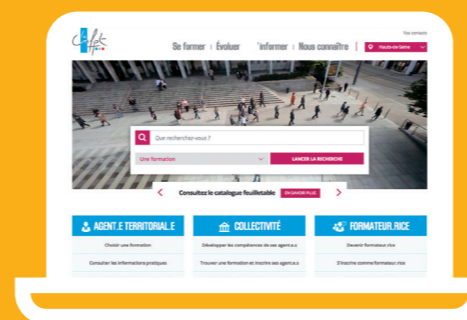 Vos contacts
Se former | Évoluer 'informer | Nous connaître | Hauts-de-Seine
Que recherchez-vous ?
Une formation LANCER LA RECHERCHE
Consultez le catalogue feuilletable EN SAVOIR PLUS
AGENT.E TERRITORIAL.E COLLECTIVITÉ FORMATEUR.RICE
Choisir une formation Développer les compétences de ses agent.e.s Devenir formateur.rice
Consulter les informations pratiques Trouver une formation et inscrire ses agent.e.s S'inscrire comme formateur.rice